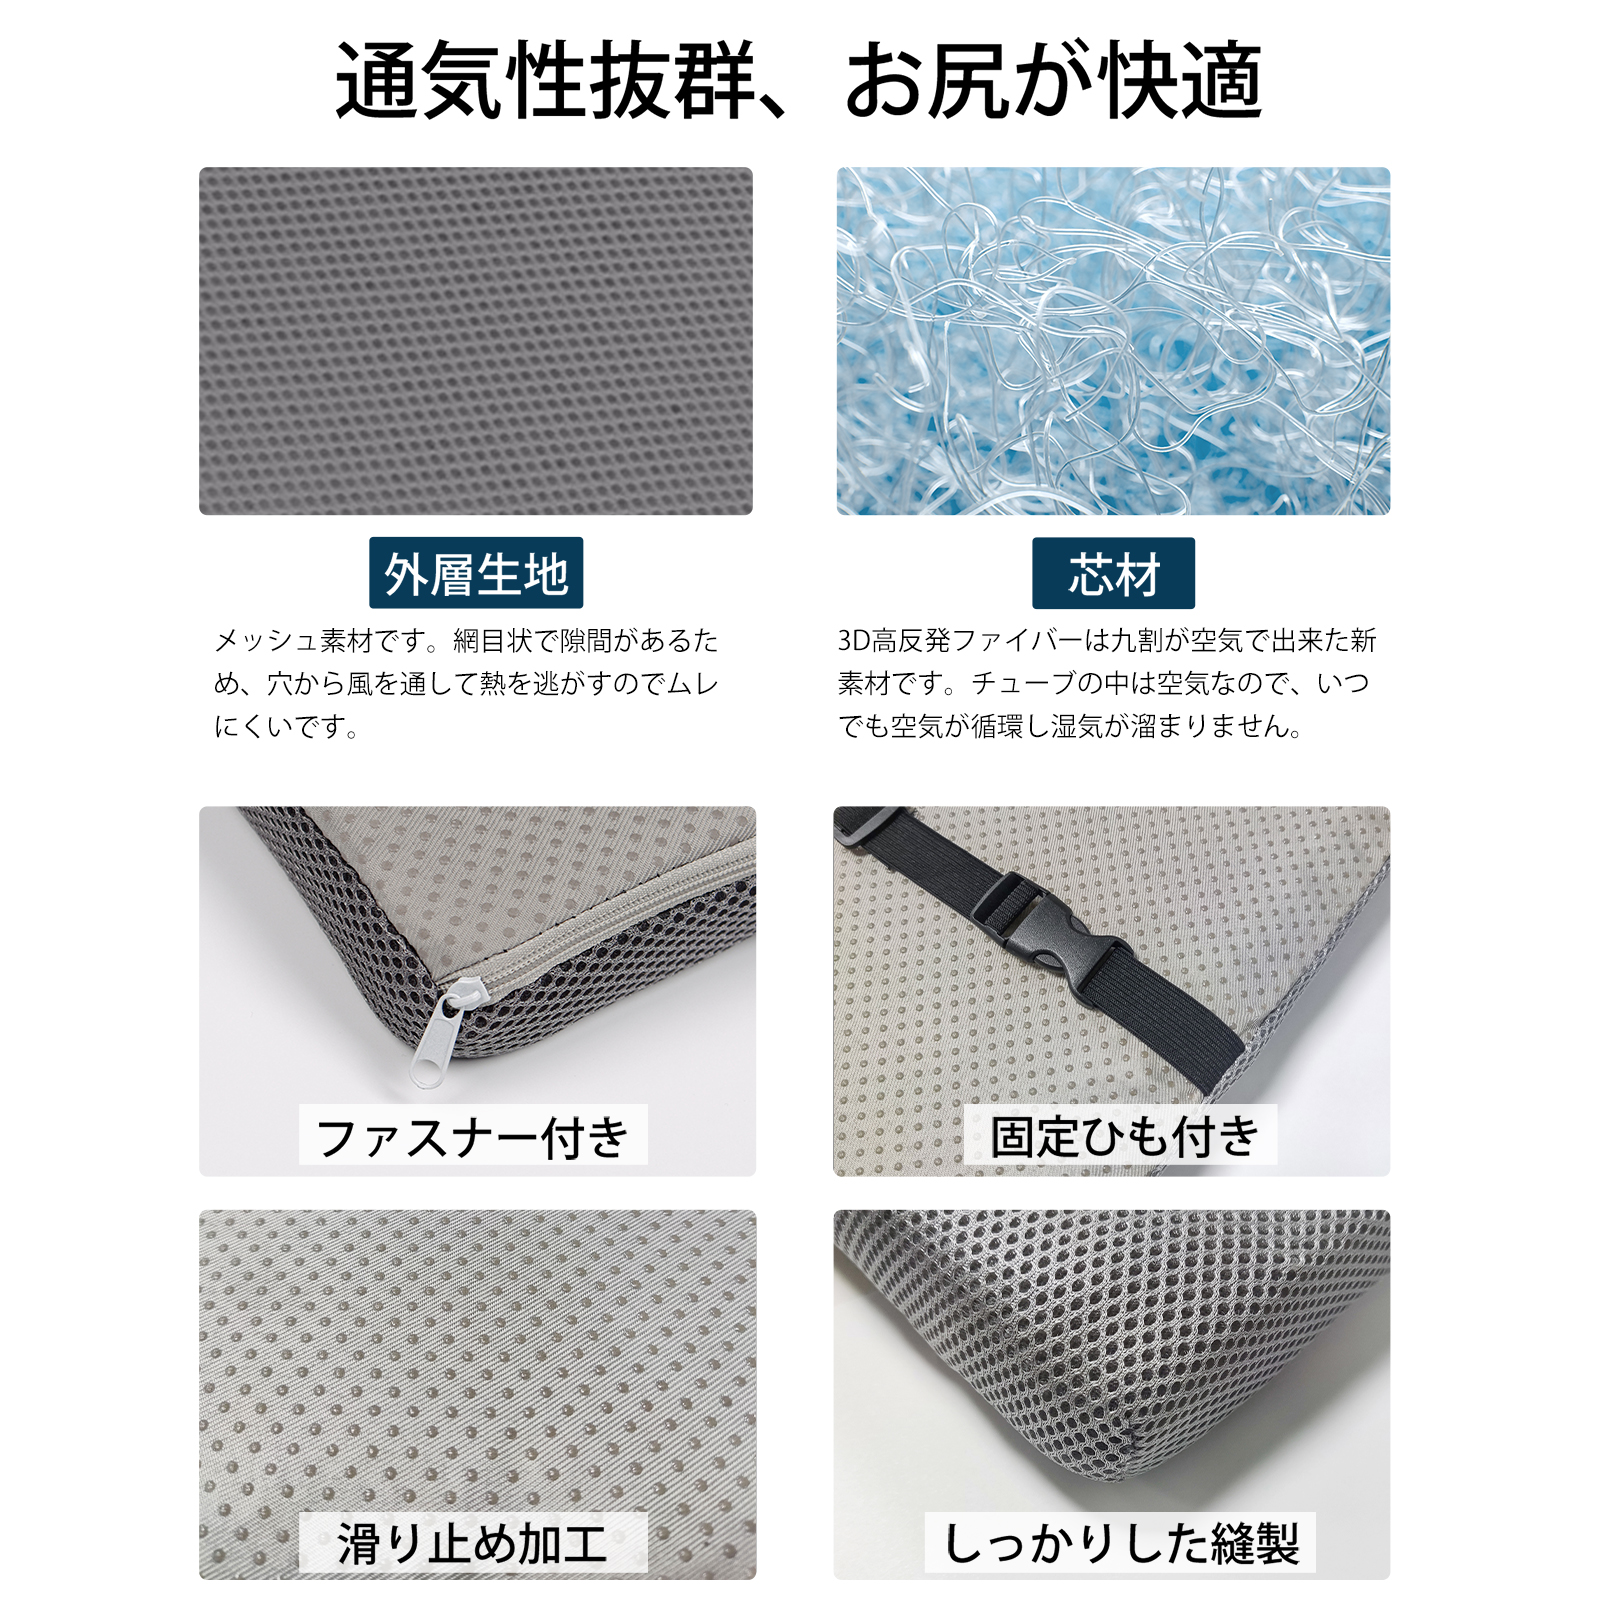 通気性抜群、お尻が快適
外層生地
メッシュ素材です。網目状で隙間があるた
め、穴から風を通して熱を逃がすのでムレ
にくいです。
芯材
3D高反発ファイバーは九割が空気で出来た新
素材です。チューブの中は空気なので、いつ
でも空気が循環し湿気が溜まりません。
ファスナー付き
固定ひも付き
滑り止め加工
しっかりした縫製